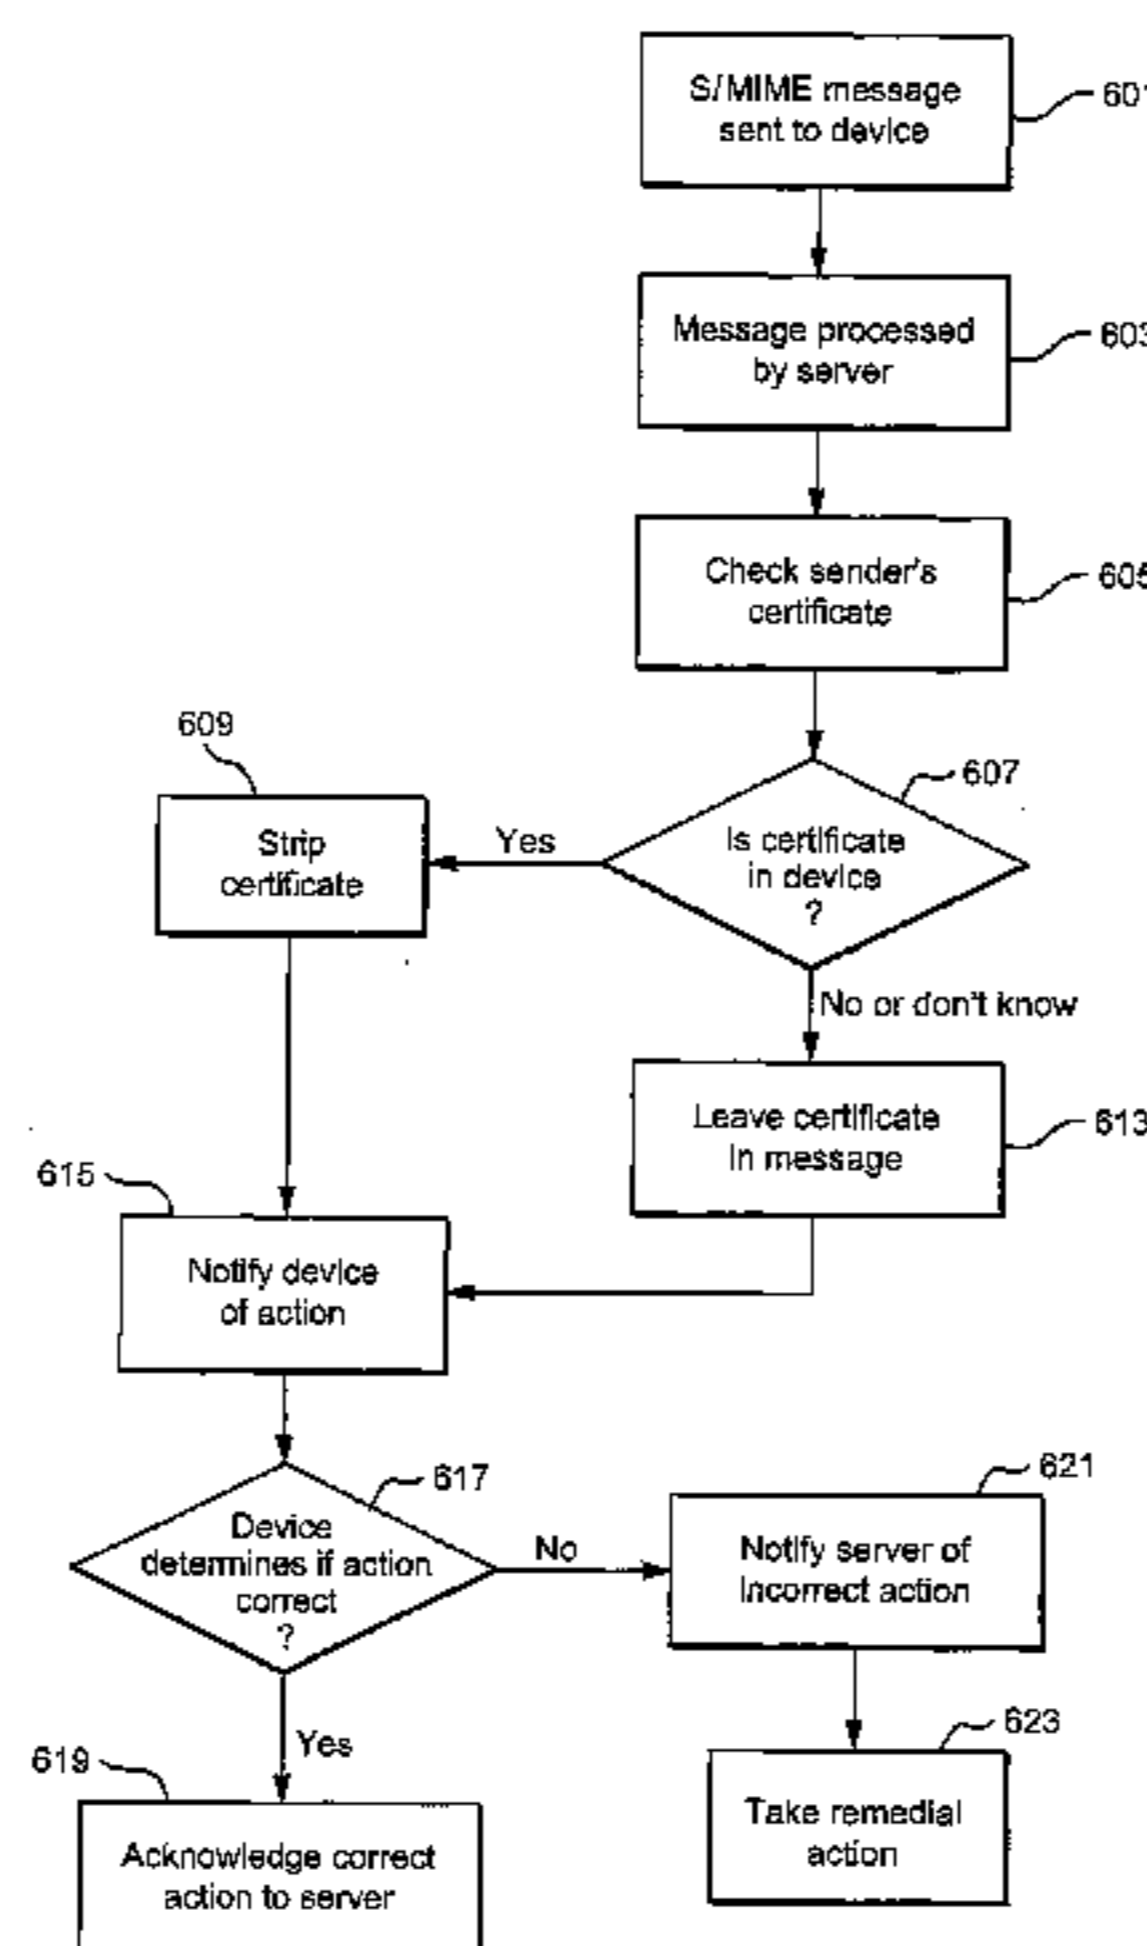 S/MIME message
sent to device
601
Message processed
by server
603
Check sender's
certificate
605
609
607
Strip
certificate
Yes
Is certificate
in device
?
No or don't know
Leave certificate
in message
613
615
Notify device
of action
617
Device
determines if action
correct
?
No
621
Notify server of
incorrect action
Yes
623
Take remedial
action
619
Acknowledge correct
action to server